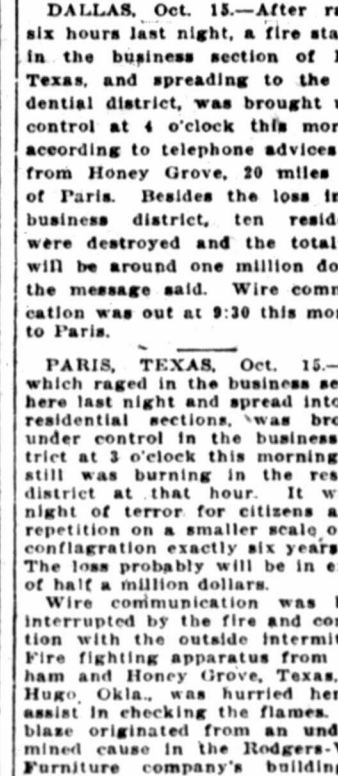 DALLAS, Oct. 15.—After
six hours last night, a fire
in the business section of
Texas, and spreading to the
dential district, was brought
control at 4 o'clock this mor
according to telephone advices
from Honey Grove, 20 miles
of Paris. Besides the loss
business district, ten resid
were destroyed and the total
will be around one million do
the message said. Wire comm
cation was out at 9:30 this mo
to Paris.
PARIS, TEXAS, Oct. 15.—
which raged in the business se
here last night and spread into
residential sections, was bro
under control in the business
trict at 3 o'clock this morning
still was burning in the res
district at that hour. It w
night of terror for citizens a
repetition on a smaller scale o
conflagration exactly six years
The loss probably will be in e
of half a million dollars.
Wire communication was
interrupted by the fire and co
tion with the outside intermit
Fire fighting apparatus from
ham and Honey Grove, Texas,
Hugo, Okla., was hurried her
assist in checking the flames.
blaze originated from an und
mined cause in the Rodgers-
Furniture company's building